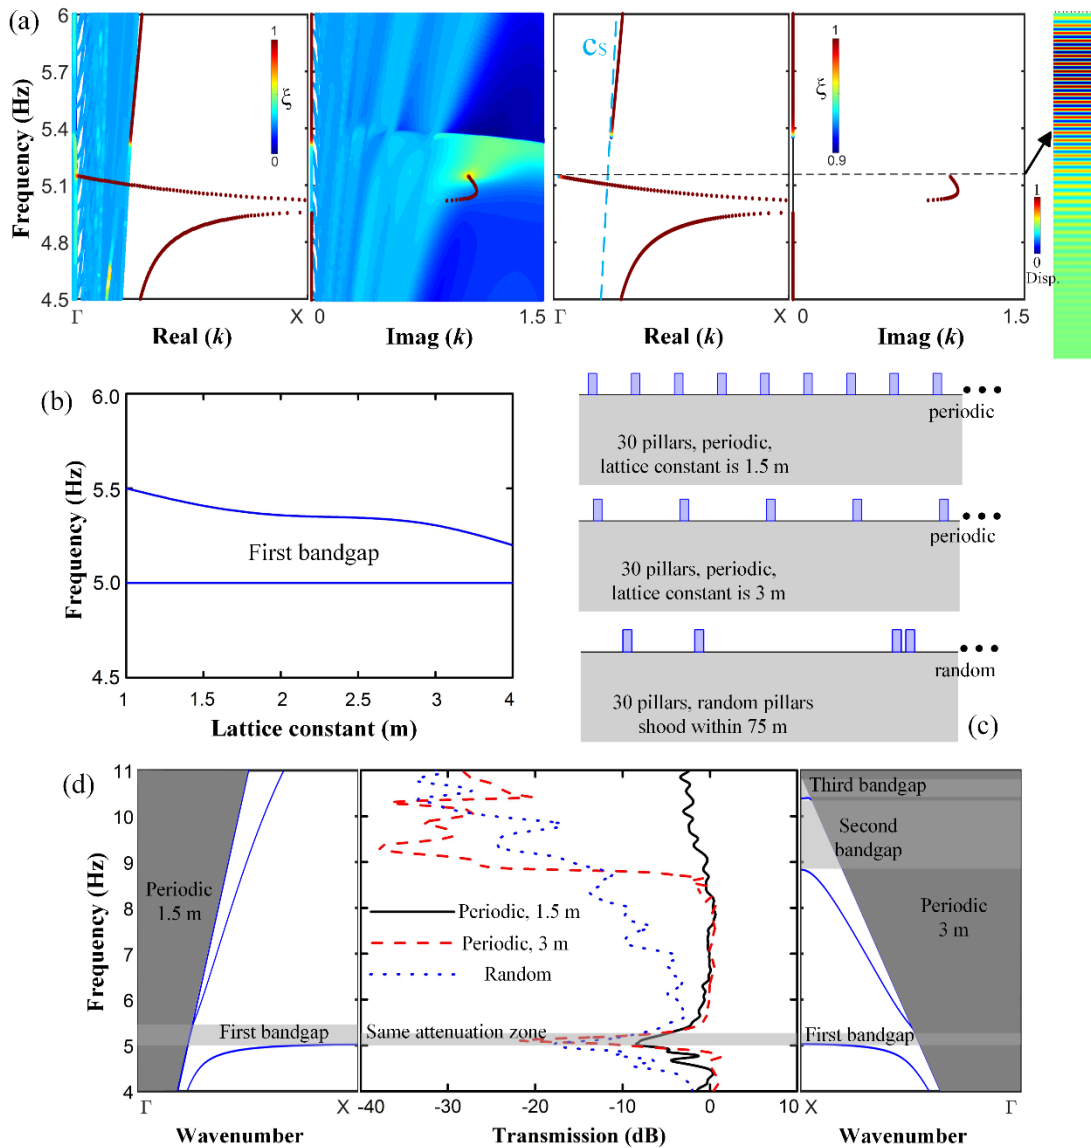 (a)
6
5.7
5.4
5.1
4.8
4.5
Frequency (Hz)
1
ξ
0
Γ
Real (k)
X
0
Imag (k)
1.5
cS
Γ
Real (k)
X
1
ξ
0.9
0
Imag (k)
1.5
1
0
Disp.
(b)
6.0
5.5
5.0
4.5
Frequency (Hz)
First bandgap
1
1.5
2
2.5
3
3.5
4
Lattice constant (m)
periodic
30 pillars, periodic,
lattice constant is 1.5 m
periodic
30 pillars, periodic,
lattice constant is 3 m
random
30 pillars, random pillars
shood within 75 m
(c)
(d)
11
10
9
8
7
6
5
4
Frequency (Hz)
Periodic
1.5 m
First bandgap
Γ
X
Wavenumber
Periodic, 1.5 m
Periodic, 3 m
Random
Same attenuation zone
-40
-30
-20
-10
0
10
Transmission (dB)
Third bandgap
Second
bandgap
Periodic
3 m
First bandgap
X
Γ
Wavenumber